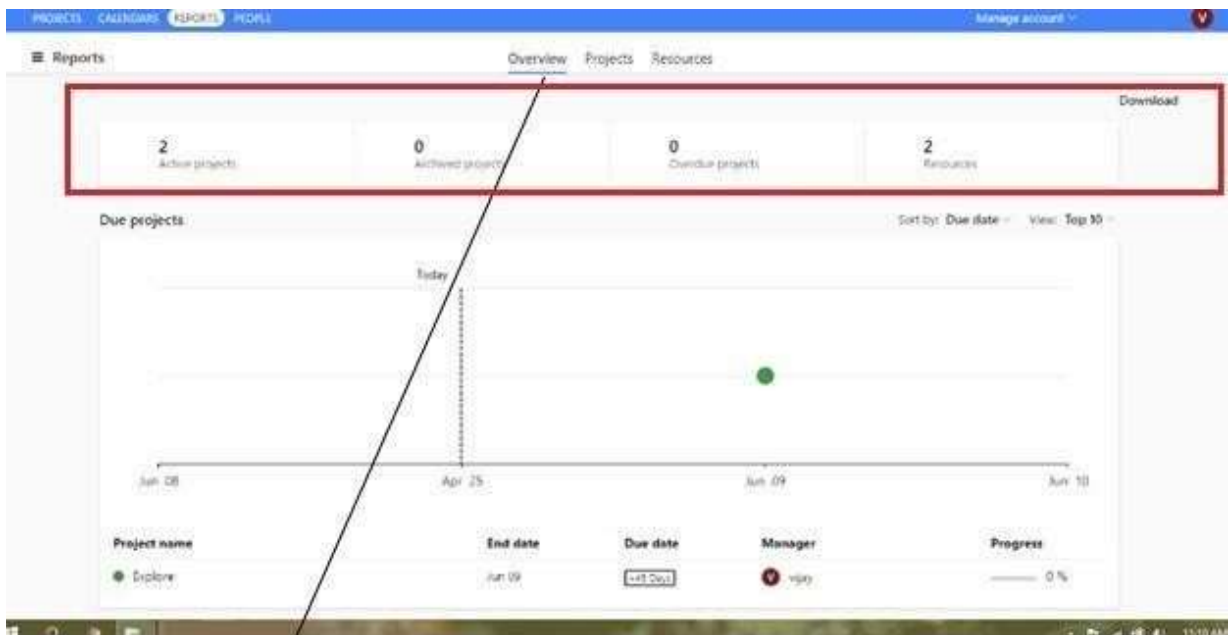 PROJECTS CALENDARS REPORTS PEOPLE Manage account V
Reports Overview Projects Resources
Download
2 0 0 2
Active projects Archived projects Overdue projects Resources
Due projects Sort by: Due date View: Top 10
Today
Jun 08 Apr 25 Jun 09 Jun 10
Project name End date Due date Manager Progress
Explore Jun 09 Days V vijay 0 %